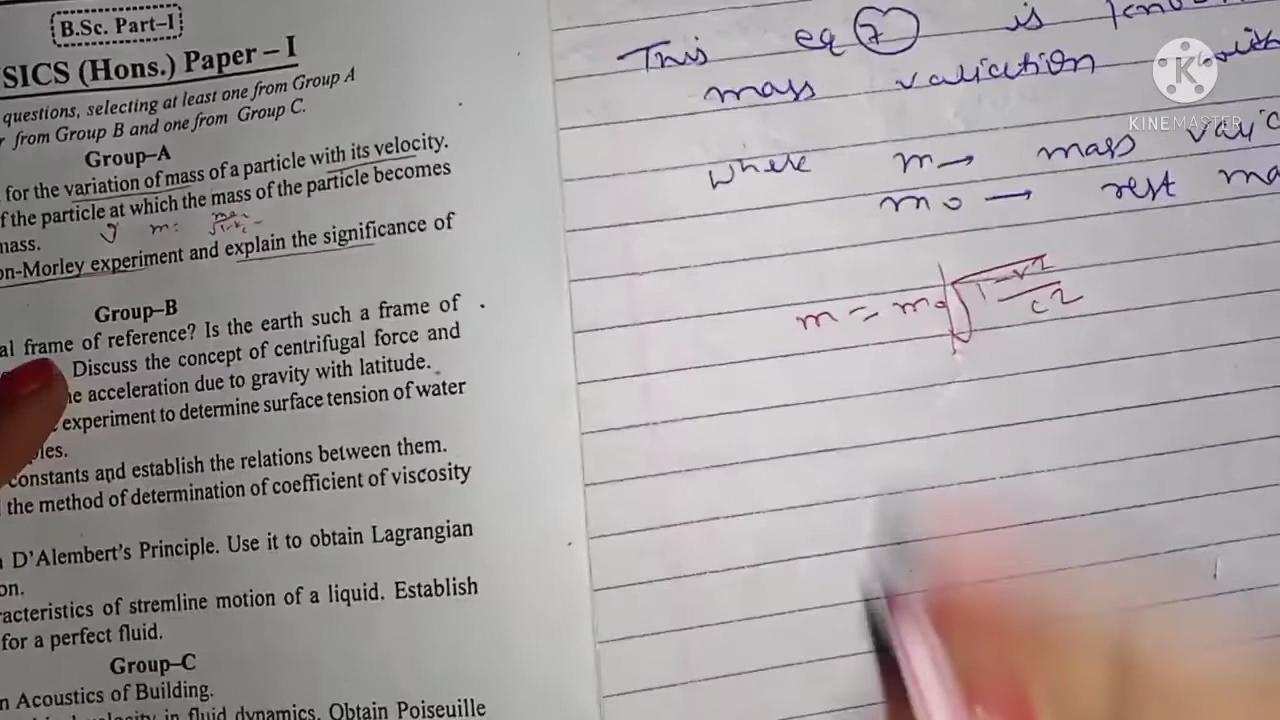 B.Sc. Part–I
SICS (Hons.) Paper – I
questions, selecting at least one from Group A
from Group B and one from Group C.
Group–A
for the variation of mass of a particle with its velocity.
f the particle at which the mass of the particle becomes
mass.
on-Morley experiment and explain the significance of
Group–B
al frame of reference? Is the earth such a frame of
Discuss the concept of centrifugal force and
e acceleration due to gravity with latitude.
experiment to determine surface tension of water
ples.
constants and establish the relations between them.
the method of determination of coefficient of viscosity
D'Alembert's Principle. Use it to obtain Lagrangian
on.
racteristics of stremline motion of a liquid. Establish
for a perfect fluid.
Group–C
n Acoustics of Building.
velocity in fluid dynamics. Obtain Poiseuille
This eq 7 is
mass variation with
where m → mass
m0 → rest
m = m0 √1-v2/c2
KINEMASTER